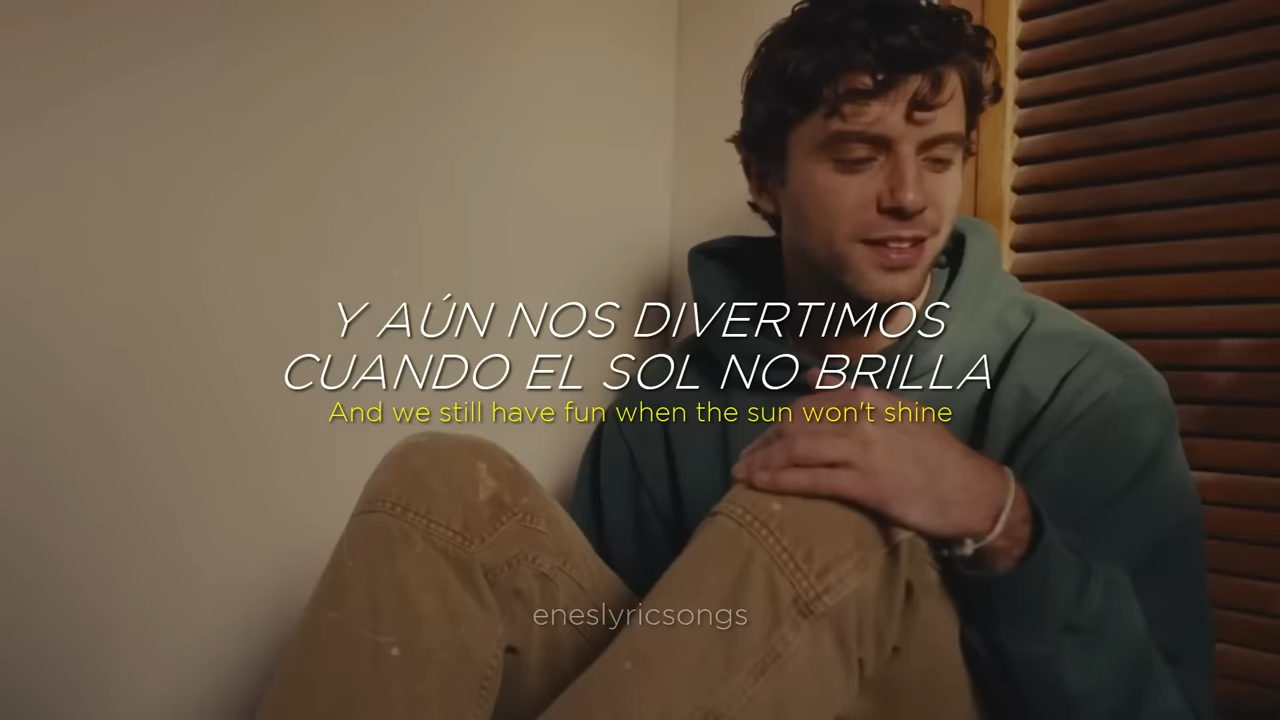 Y AÚN NOS DIVERTIMOS
CUANDO EL SOL NO BRILLA
And we still have fun when the sun won't shine
eneslyricsongs